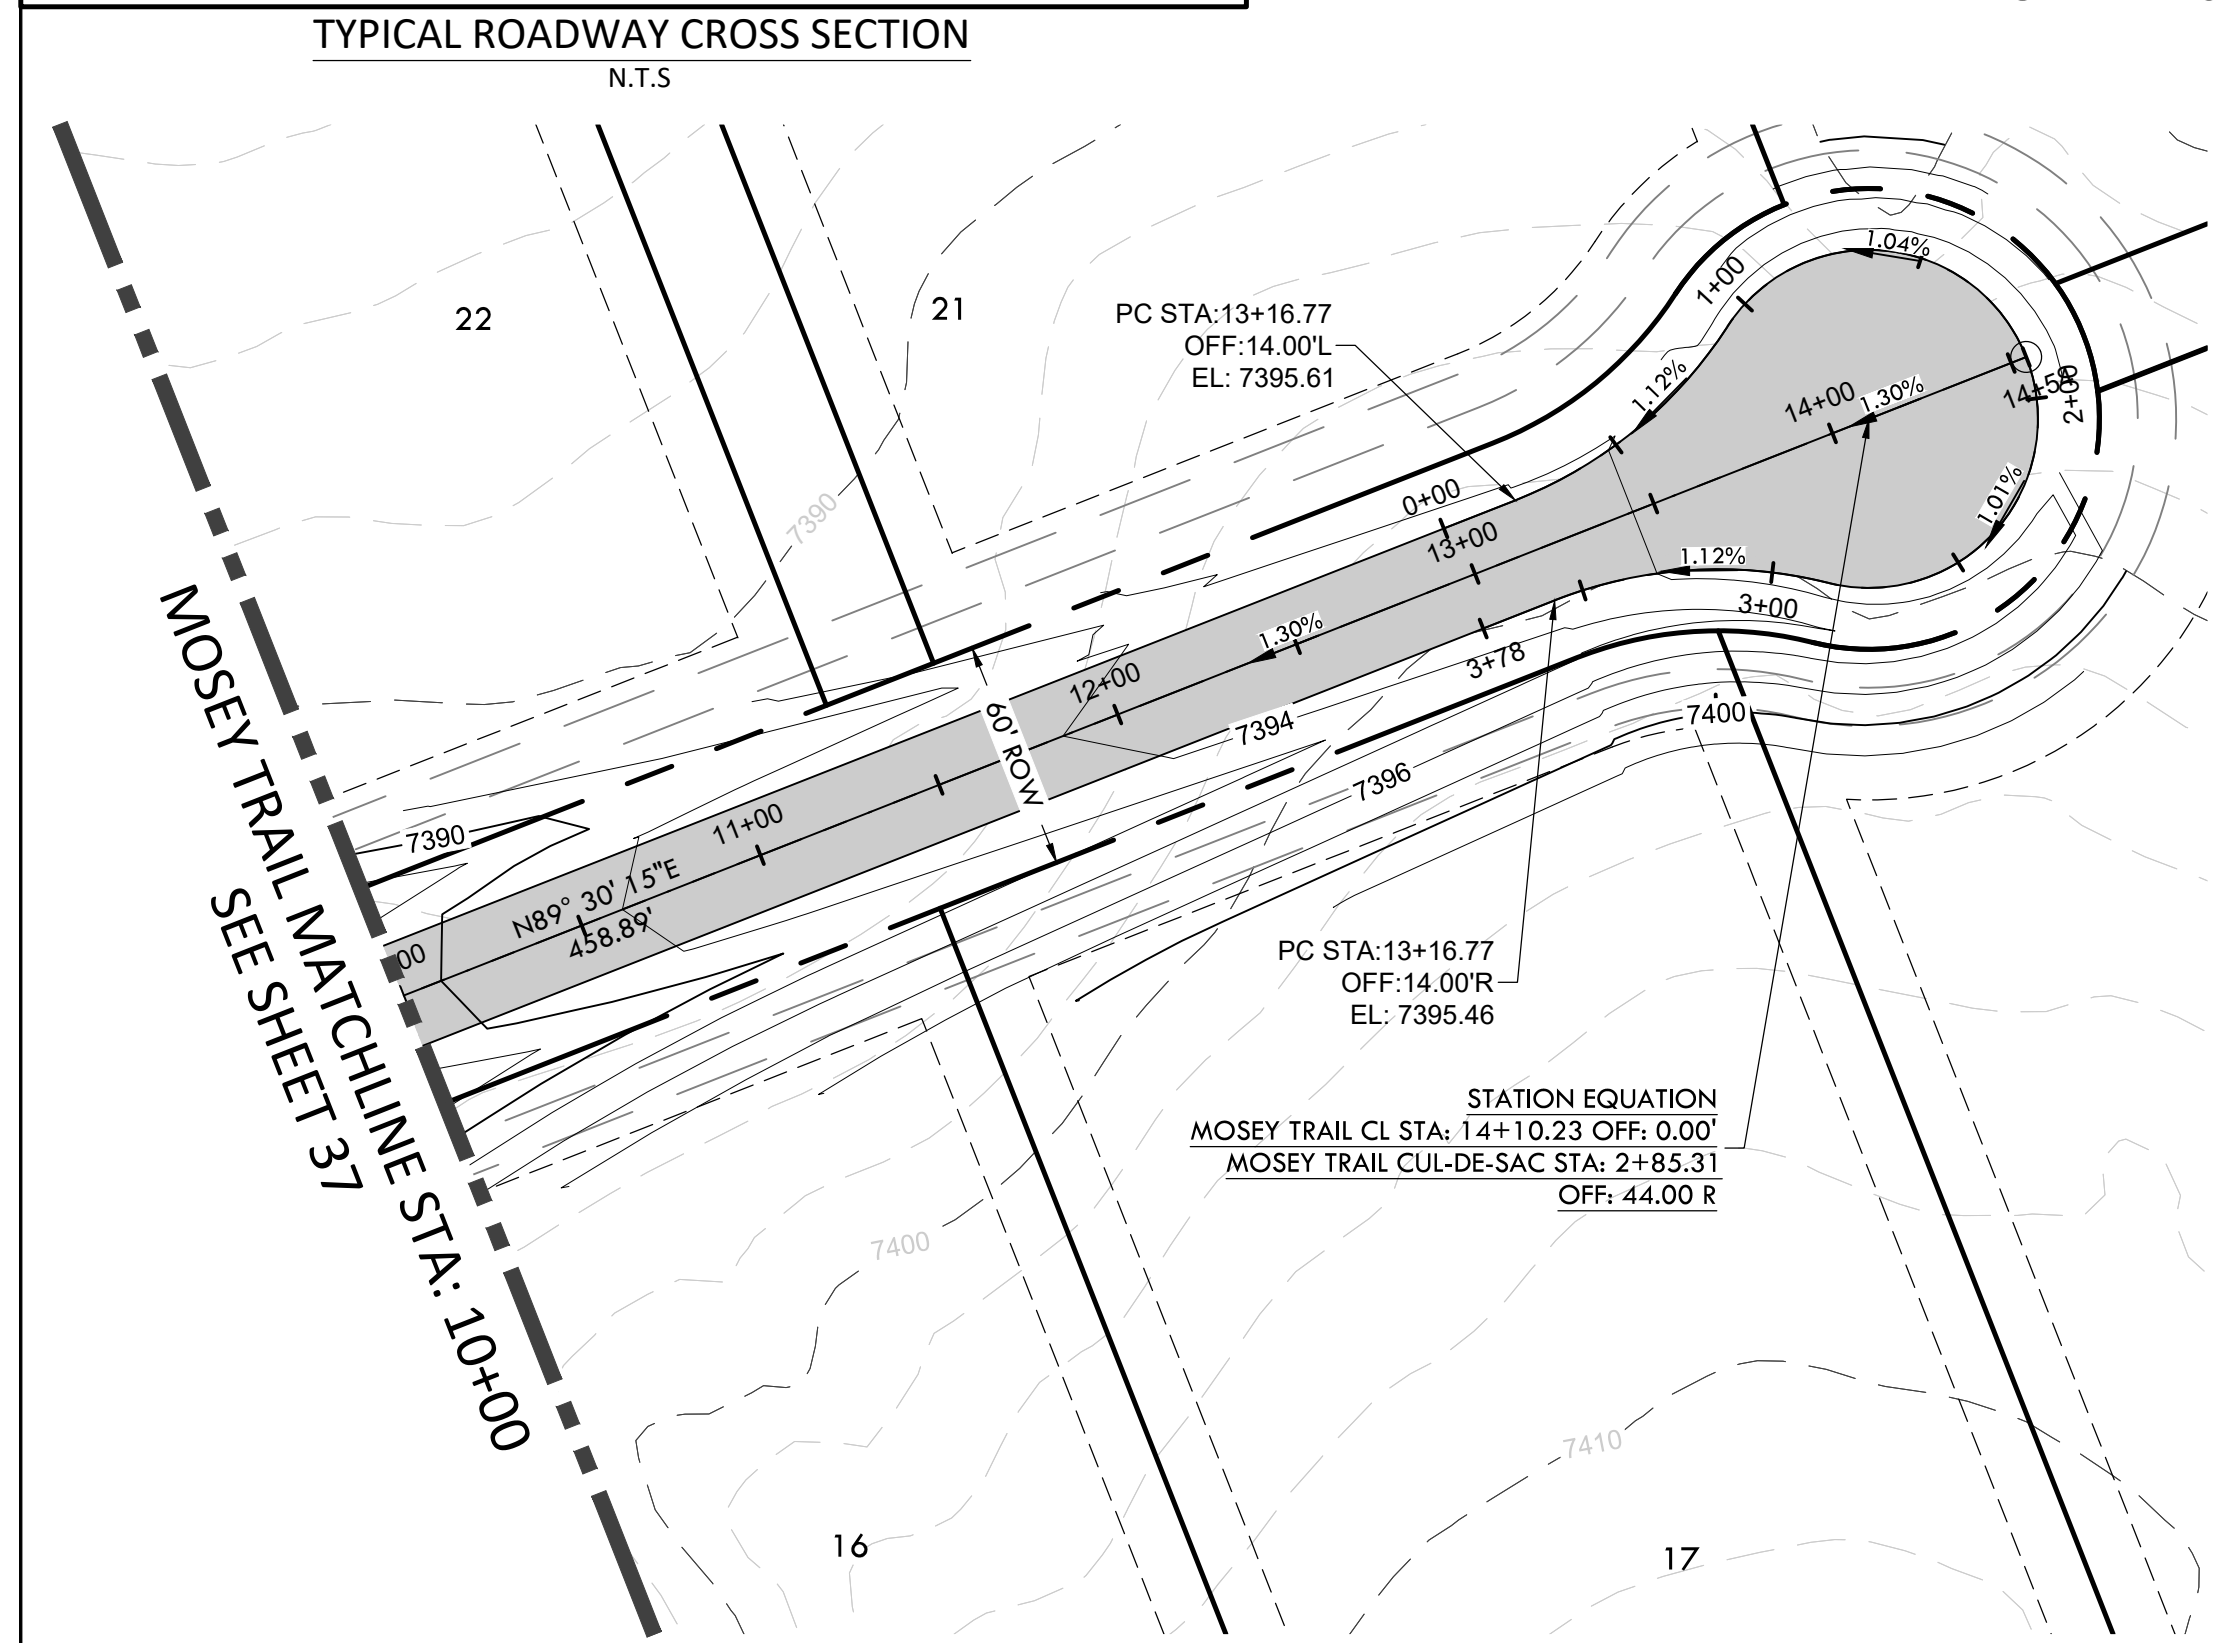 TYPICAL ROADWAY CROSS SECTION
N.T.S
22
21
7390
PC STA:13+16.77
OFF:14.00'L
EL: 7395.61
1.04%
1+00
1.12%
14+00
1.30%
2+00
1.01%
0+00
13+00
1.12%
3+00
1.30%
3+78
12+00
60' ROW
7394
7400
7396
7390
11+00
N89° 30' 15"E
458.89'
00
MOSEY TRAIL MATCHLINE STA: 10+00
SEE SHEET 37
PC STA:13+16.77
OFF:14.00'R
EL: 7395.46
STATION EQUATION
MOSEY TRAIL CL STA: 14+10.23 OFF: 0.00'
MOSEY TRAIL CUL-DE-SAC STA: 2+85.31
OFF: 44.00 R
7400
7410
16
17